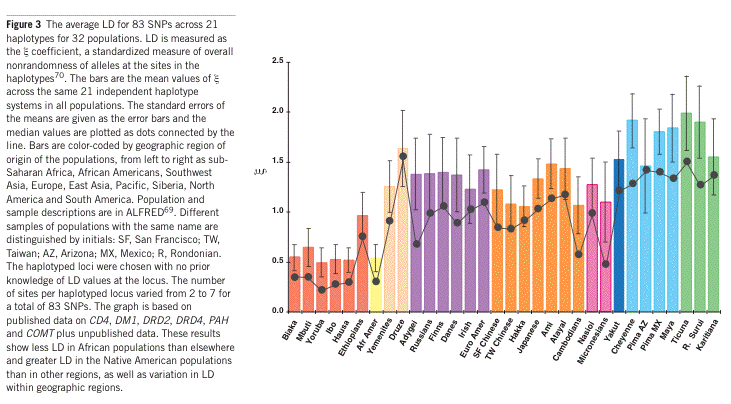 Figure 3 The average LD for 83 SNPs across 21
haplotypes for 32 populations. LD is measured as
the ξ coefficient, a standardized measure of overall
nonrandomness of alleles at the sites in the
haplotypes70. The bars are the mean values of ξ
across the same 21 independent haplotype
systems in all populations. The standard errors of
the means are given as the error bars and the
median values are plotted as dots connected by the
line. Bars are color-coded by geographic region of
origin of the populations, from left to right as sub-
Saharan Africa, African Americans, Southwest
Asia, Europe, East Asia, Pacific, Siberia, North
America and South America. Population and
sample descriptions are in ALFRED69. Different
samples of populations with the same name are
distinguished by initials: SF, San Francisco; TW,
Taiwan; AZ, Arizona; MX, Mexico; R, Rondonian.
The haplotyped loci were chosen with no prior
knowledge of LD values at the locus. The number
of sites per haplotyped locus varied from 2 to 7 for
a total of 83 SNPs. The graph is based on
published data on CD4, DM1, DRD2, DRD4, PAH
and COMT plus unpublished data. These results
show less LD in African populations than elsewhere
and greater LD in the Native American populations
than in other regions, as well as variation in LD
within geographic regions.
2.5
2.0
1.5
ξ
1.0
0.5
0.0
Biaka
Mbuti
Yoruba
Ibo
Hausa
Ethiopians
Afr Amer
Yemenites
Druze
Adygei
Russians
Finns
Danes
Irish
Euro Amer
SF Chinese
TW Chinese
Hakka
Japanese
Ami
Atayal
Cambodians
Nasioi
Micronesians
Yakut
Cheyenne
Pima AZ
Pima MX
Maya
Ticuna
R. Surui
Karitiana